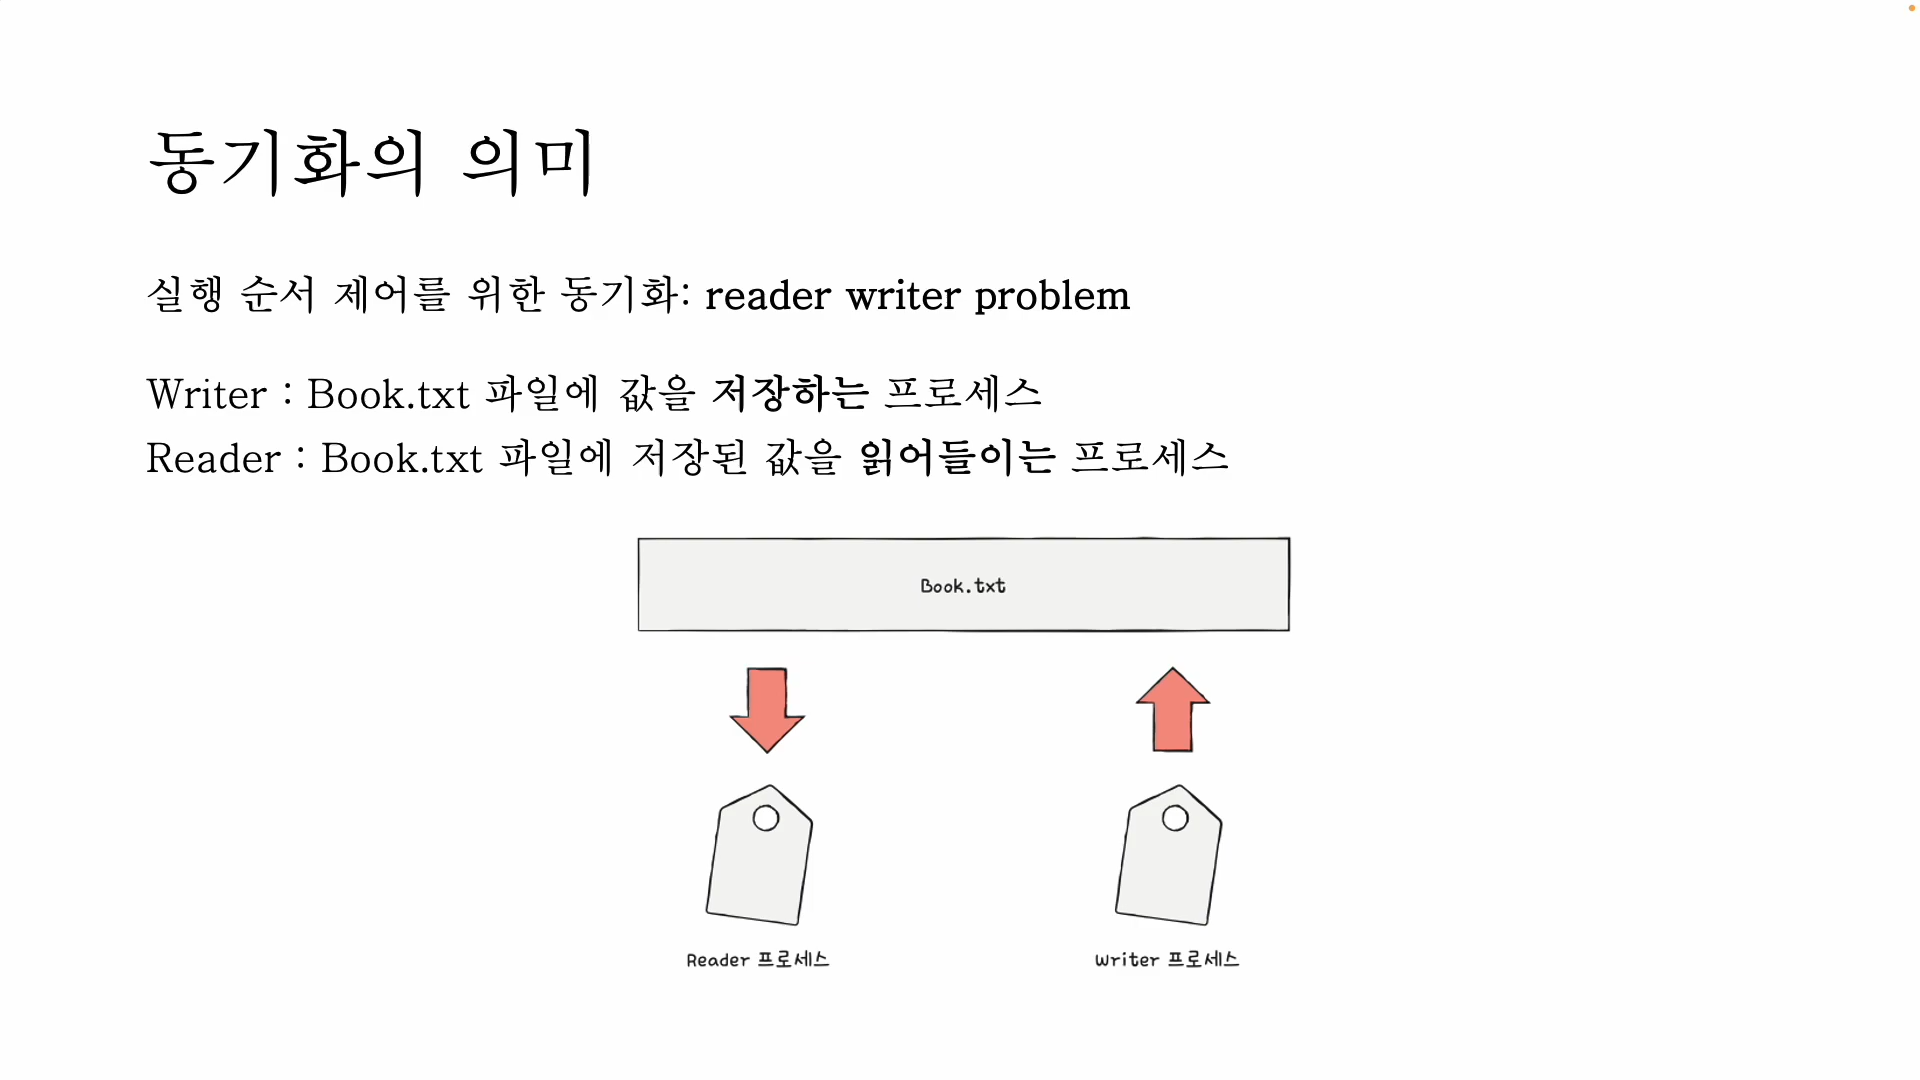 동기화의 의미
실행 순서 제어를 위한 동기화: reader writer problem
Writer : Book.txt 파일에 값을 저장하는 프로세스
Reader : Book.txt 파일에 저장된 값을 읽어들이는 프로세스
Book.txt
Reader 프로세스
Writer 프로세스